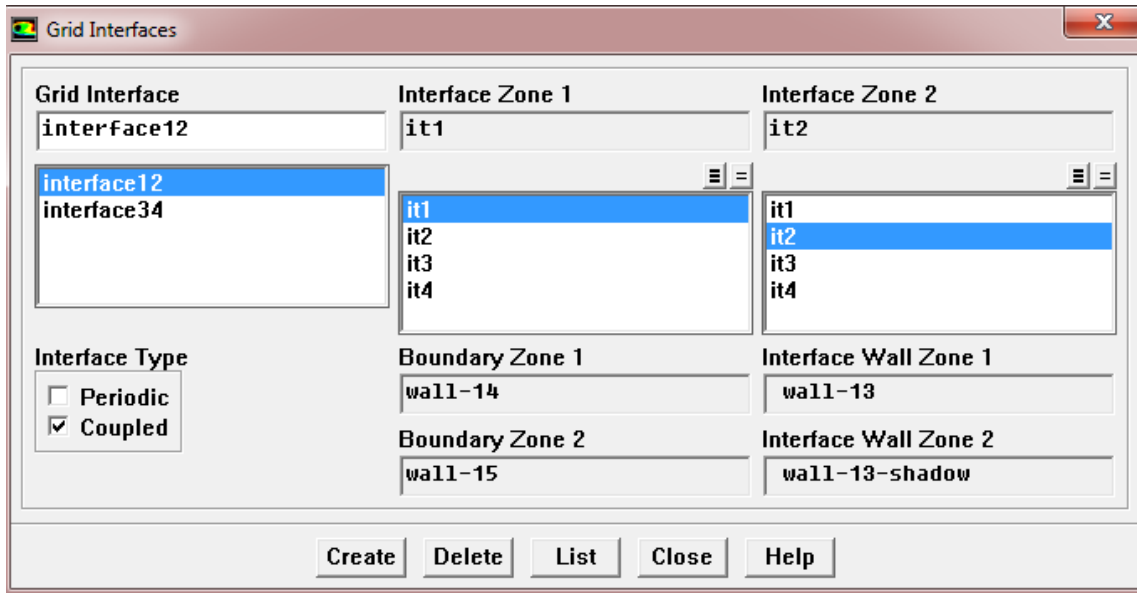 Grid Interfaces
x
Grid Interface
interface12
interface12
interface34
Interface Type
Periodic
Coupled
Interface Zone 1
it1
it1
it2
it3
it4
Boundary Zone 1
wall-14
Boundary Zone 2
wall-15
Interface Zone 2
it2
it1
it2
it3
it4
Interface Wall Zone 1
wall-13
Interface Wall Zone 2
wall-13-shadow
Create Delete List Close Help